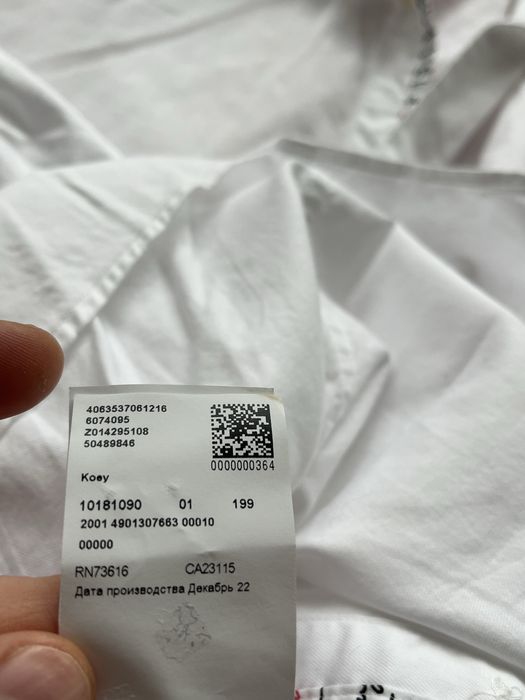 4063537061216
6074095
Z014295108
50489846
0000000364
Koey
10181090 01 199
2001 4901307663 00010
00000
RN73616 CA23115
Дата производства Декабрь 22